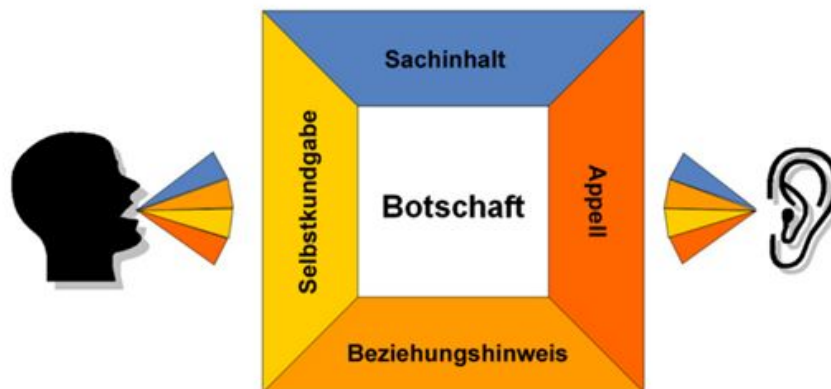 Sachinhalt
Selbstkundgabe
Botschaft
Appell
Beziehungshinweis